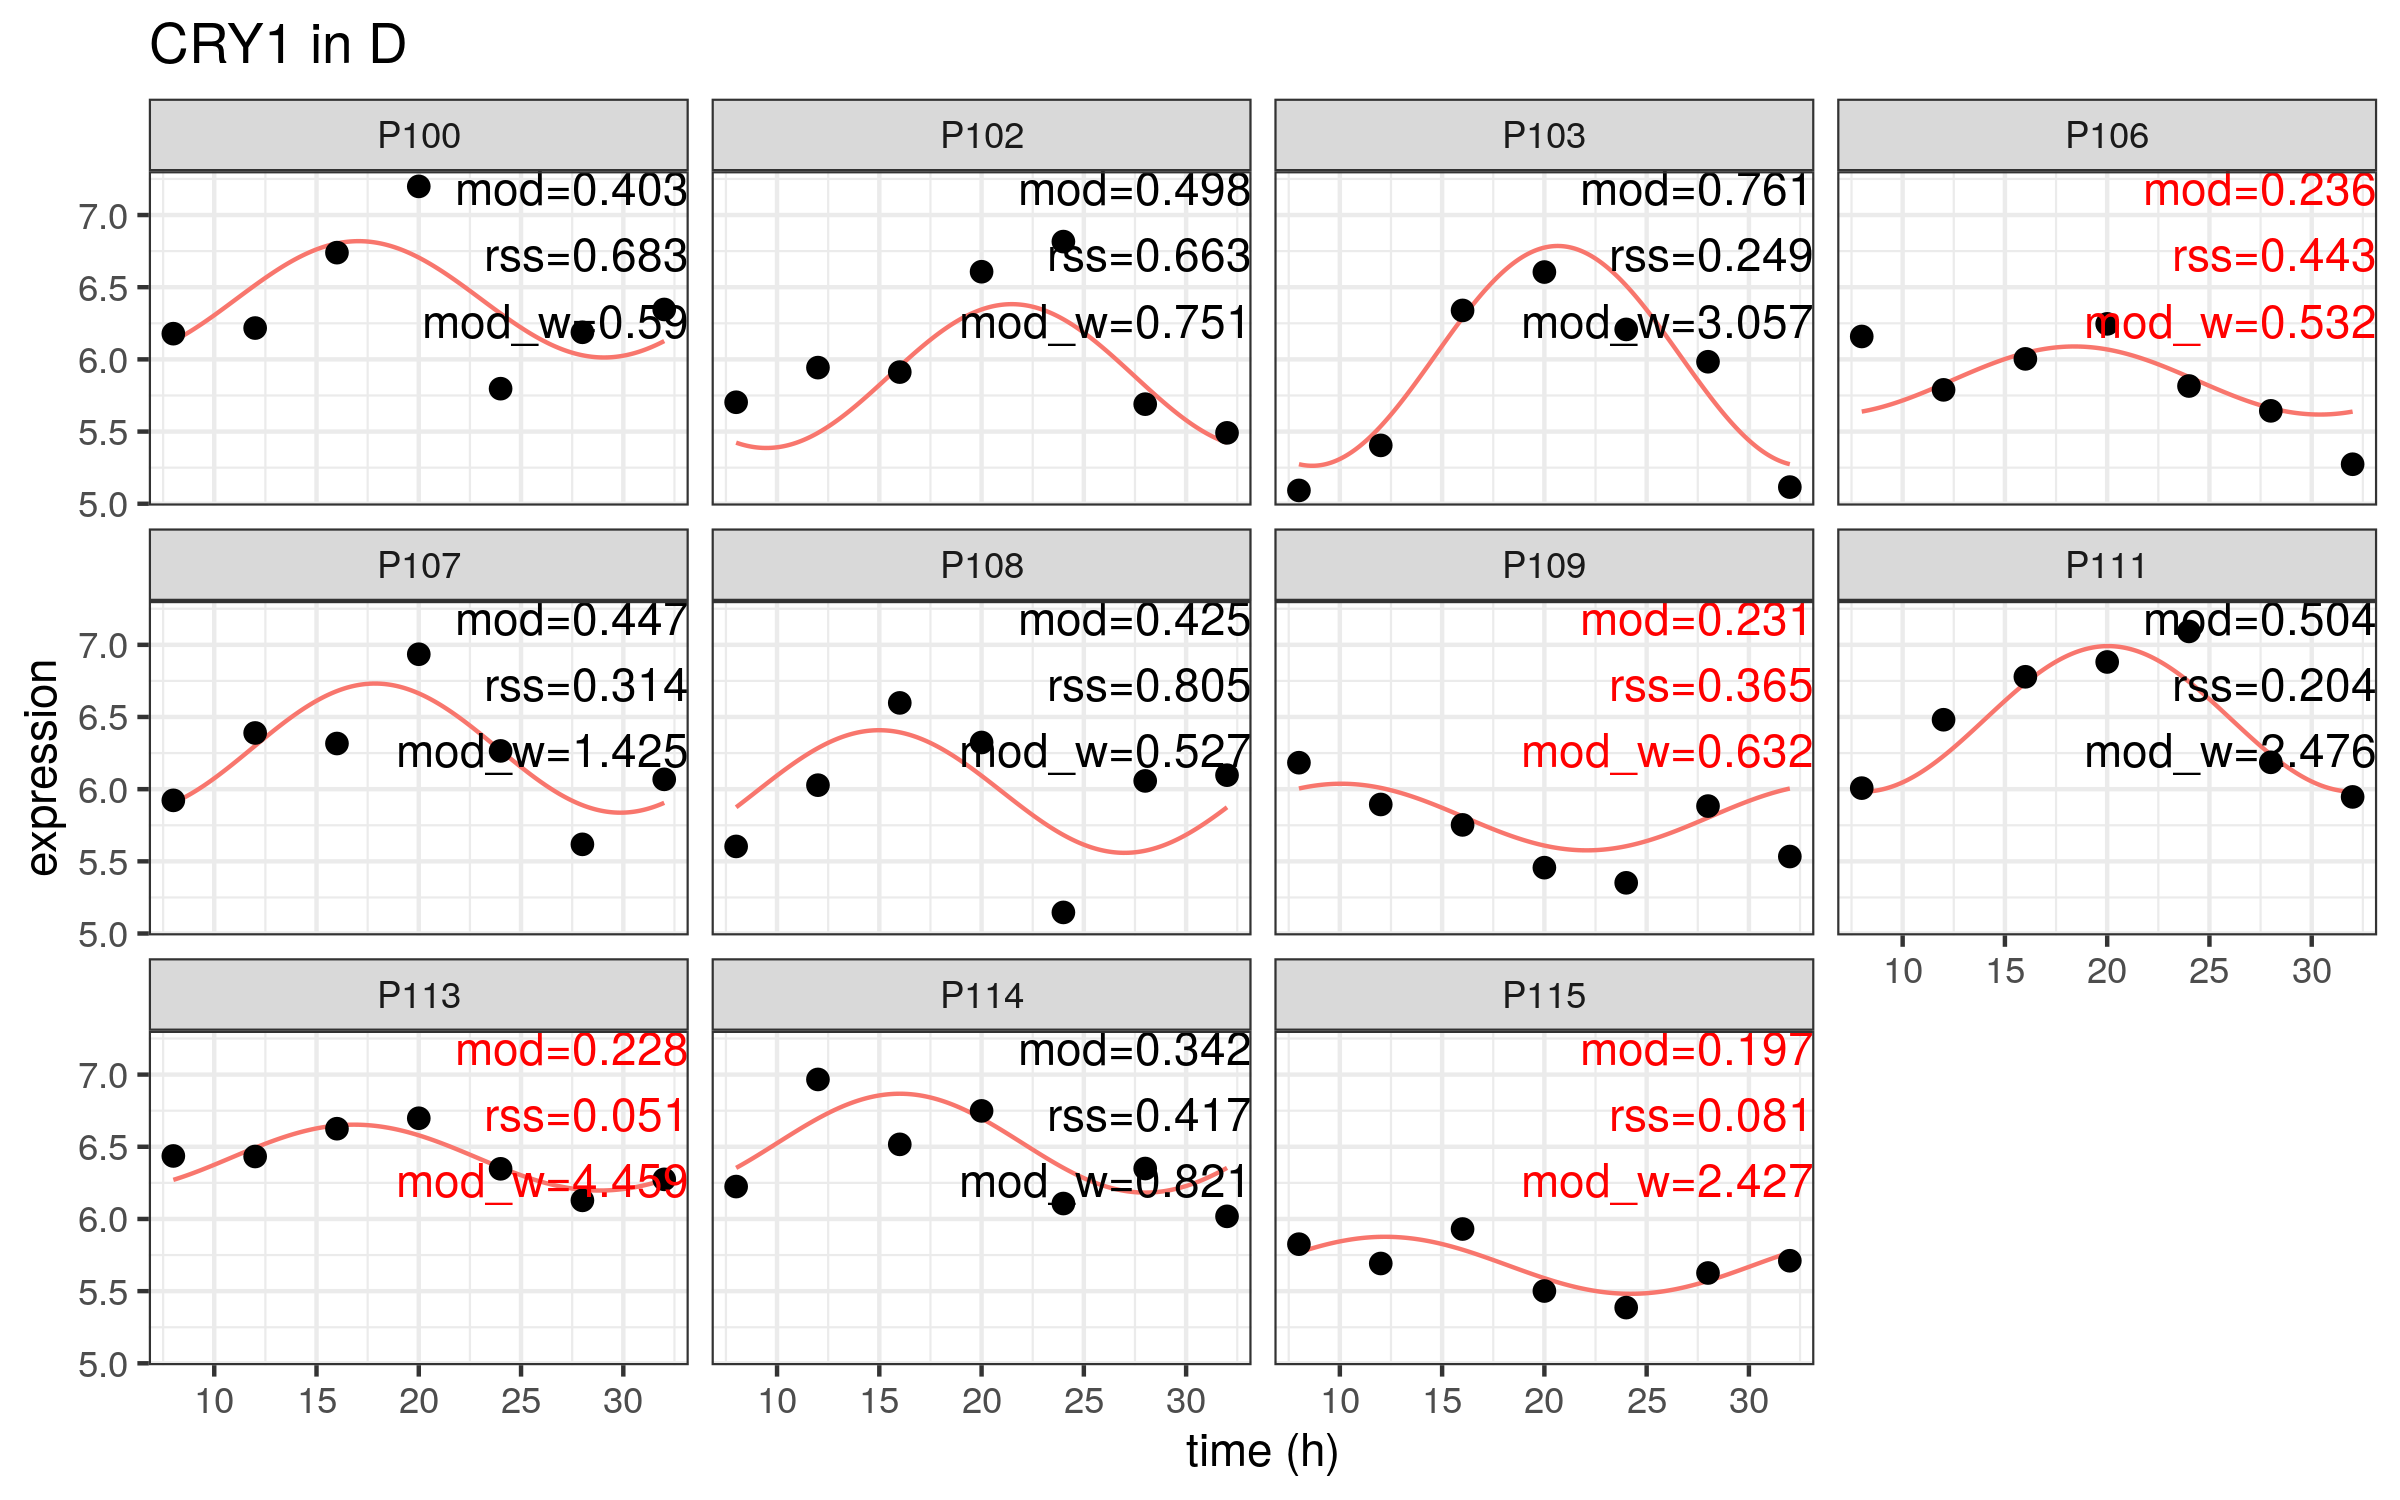 CRY1 in D
P100
P102
P103
P106
mod=0.403
rss=0.683
mod_w=0.59
mod=0.498
rss=0.663
mod_w=0.751
mod=0.761
rss=0.249
mod_w=3.057
mod=0.236
rss=0.443
mod_w=0.532
7.0
6.5
6.0
5.5
5.0
P107
P108
P109
P111
mod=0.447
rss=0.314
mod_w=1.425
mod=0.425
rss=0.805
mod_w=0.527
mod=0.231
rss=0.365
mod_w=0.632
mod=0.504
rss=0.204
mod_w=2.476
7.0
6.5
6.0
5.5
5.0
10 15 20 25 30
P113
P114
P115
mod=0.228
rss=0.051
mod_w=4.459
mod=0.342
rss=0.417
mod_w=0.821
mod=0.197
rss=0.081
mod_w=2.427
7.0
6.5
6.0
5.5
5.0
10 15 20 25 30
10 15 20 25 30
10 15 20 25 30
expression
time (h)